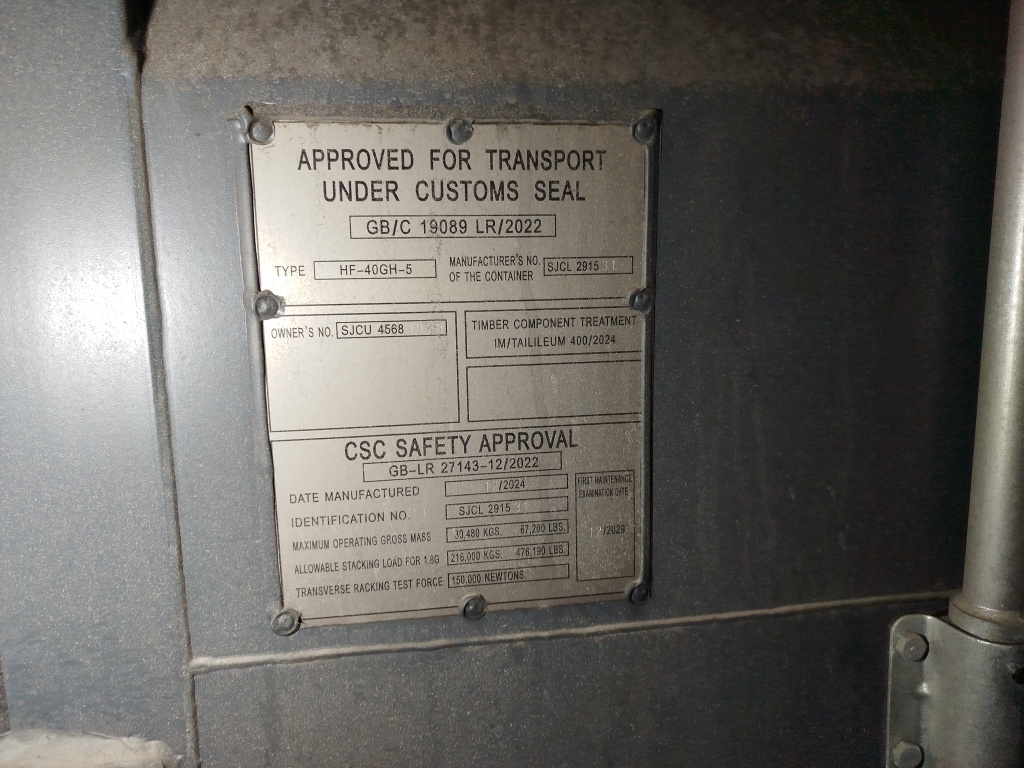 APPROVED FOR TRANSPORT
UNDER CUSTOMS SEAL
GB/C 19089 LR/2022
TYPE HF-40GH-5 MANUFACTURER'S NO. OF THE CONTAINER SJCL 2915
OWNER'S NO. SJCU 4568
TIMBER COMPONENT TREATMENT
IM/TAILILEUM 400/2024
CSC SAFETY APPROVAL
GB-LR 27143-12/2022
DATE MANUFACTURED /2024
IDENTIFICATION NO. SJCL 2915
MAXIMUM OPERATING GROSS MASS 30,480 KGS. 67,200 LBS.
ALLOWABLE STACKING LOAD FOR 1.8G 216,000 KGS. 476,190 LBS.
TRANSVERSE RACKING TEST FORCE 150,000 NEWTONS
FIRST MAINTENANCE
EXAMINATION DATE
/2029